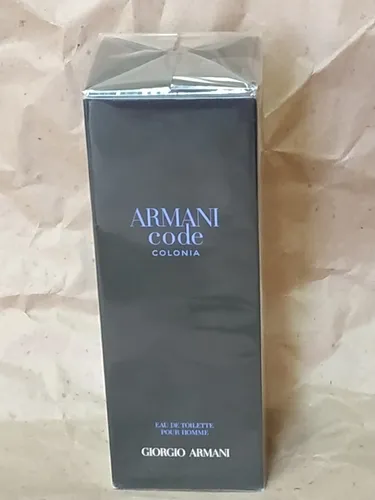 ARMANI
code
COLONIA
EAU DE TOILETTE
POUR HOMME
GIORGIO ARMANI